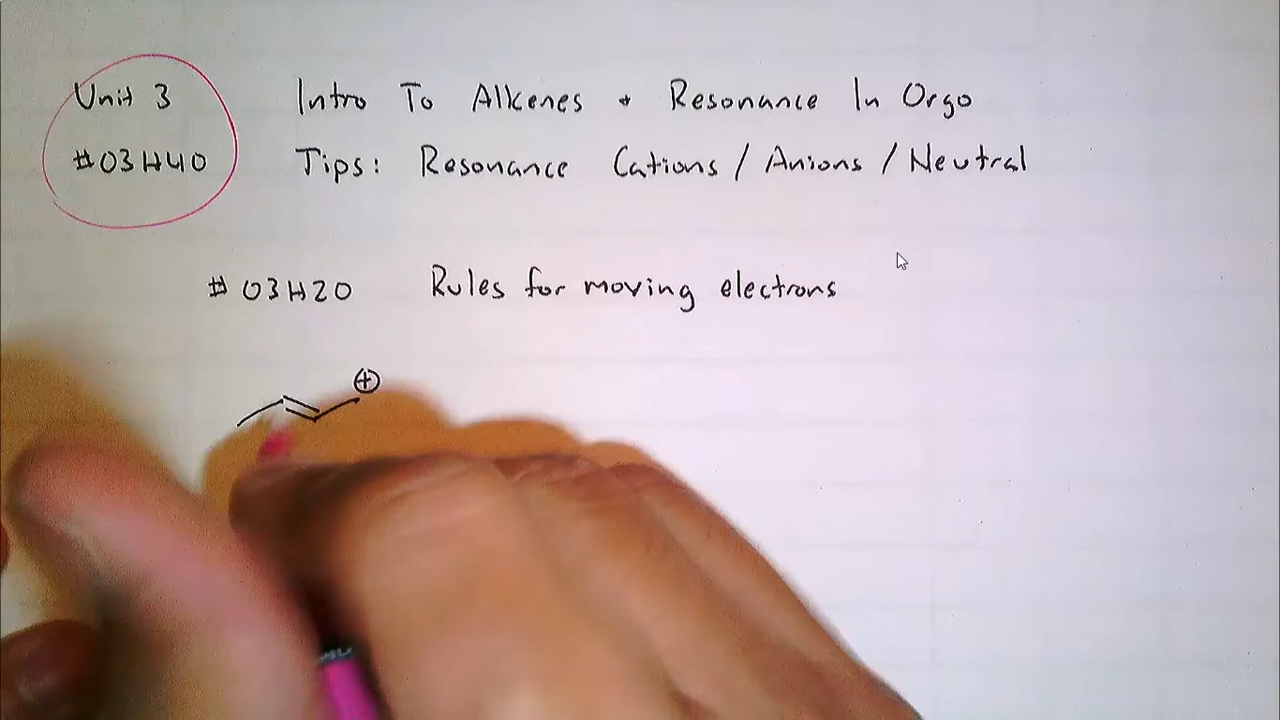 Unit 3 Intro To Alkenes + Resonance In Orgo
#03H40 Tips: Resonance Cations / Anions / Neutral
#03H20 Rules for moving electrons
+